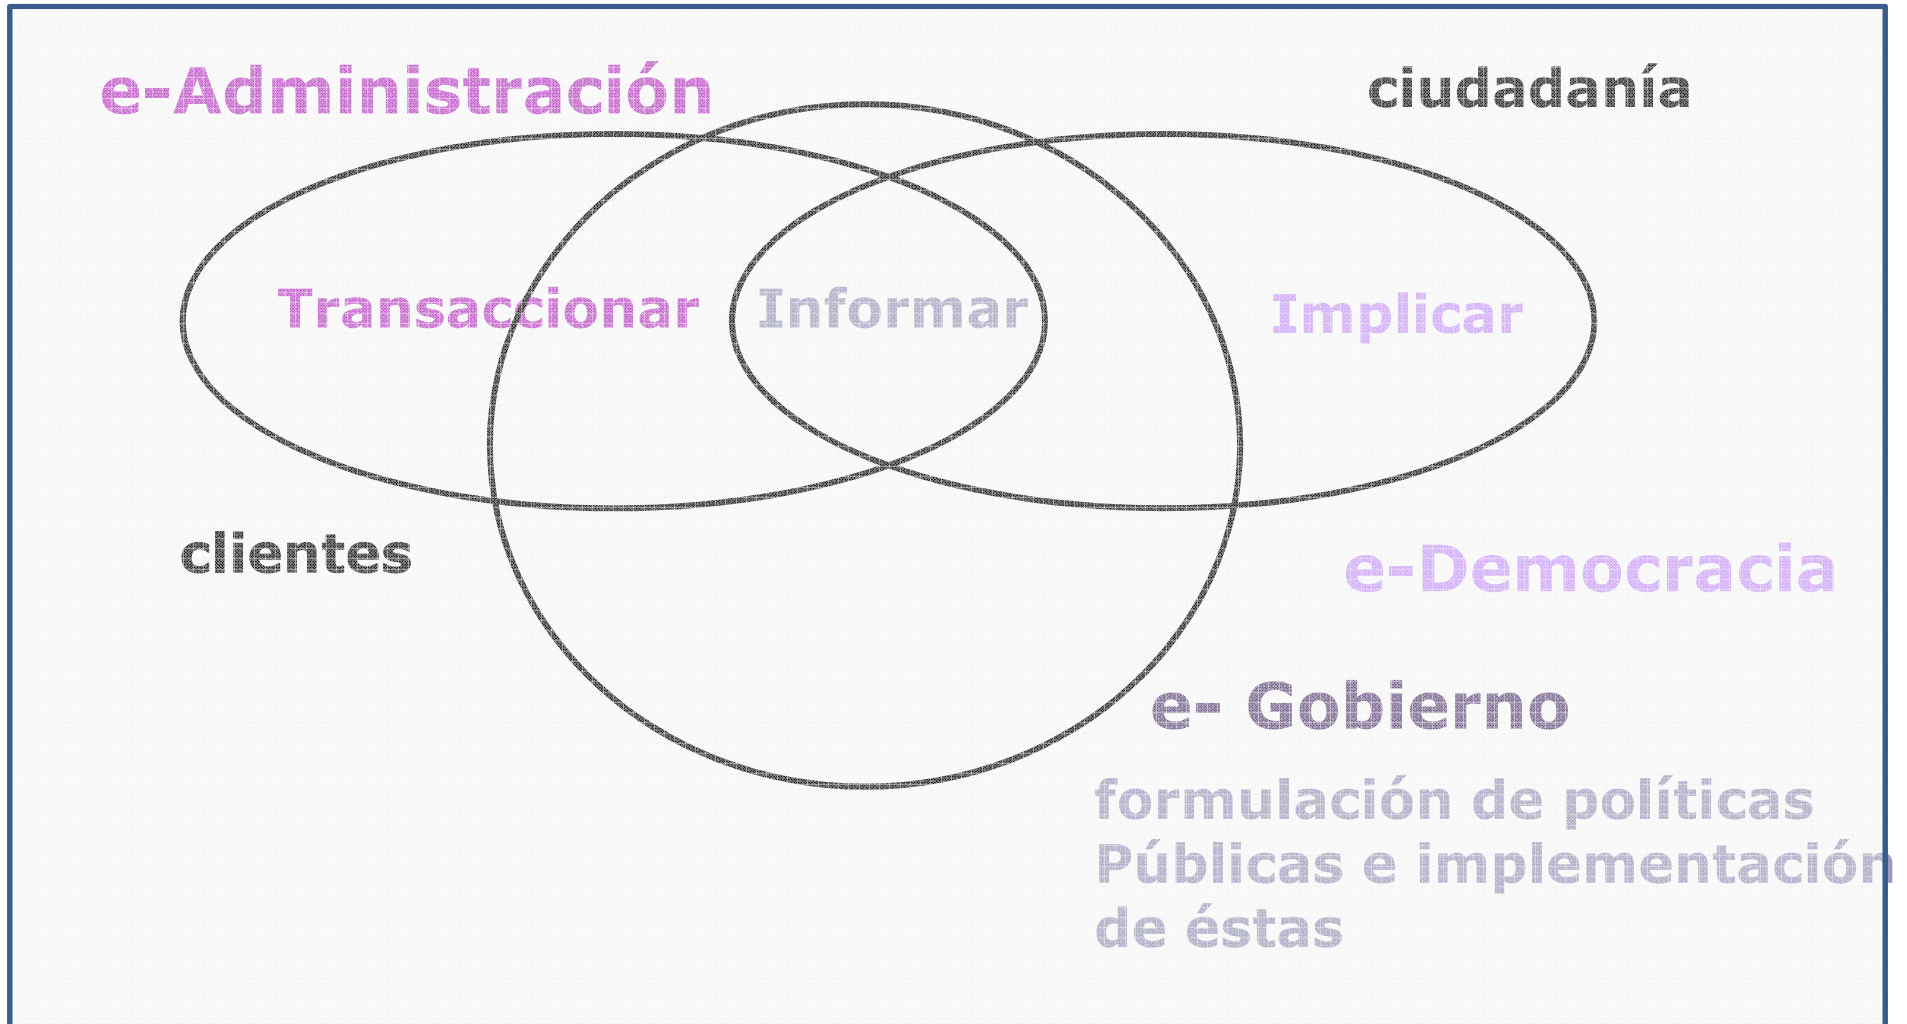 e-Administración
ciudadanía
Transaccionar
Informar
Implicar
clientes
e-Democracia
e- Gobierno
formulación de políticas
Públicas e implementación
de éstas